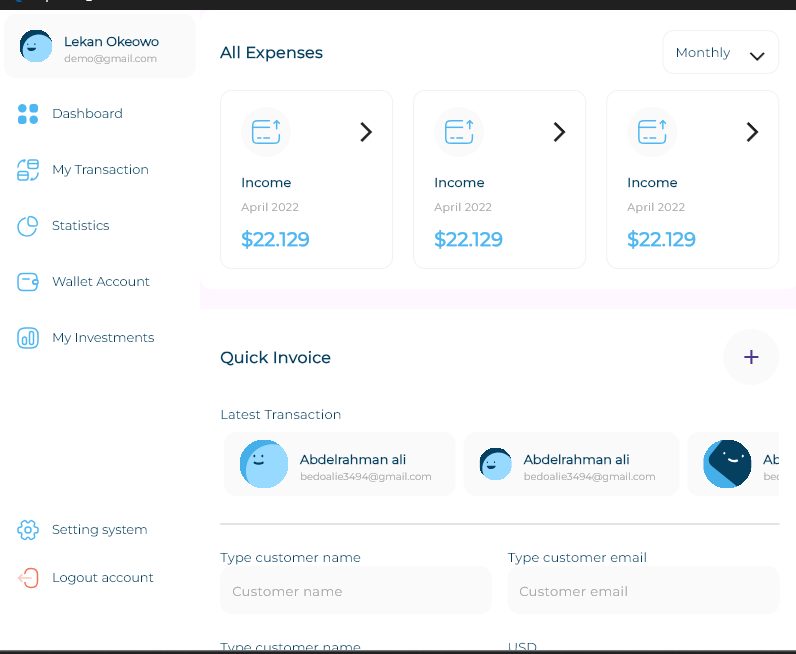 Lekan Okeowo
demo@gmail.com
Dashboard
My Transaction
Statistics
Wallet Account
My Investments
Setting system
Logout account
All Expenses
Monthly
Income
April 2022
$22.129
Income
April 2022
$22.129
Income
April 2022
$22.129
Quick Invoice
+
Latest Transaction
Abdelrahman ali
bedoalie3494@gmail.com
Abdelrahman ali
bedoalie3494@gmail.com
Ab
bec
Type customer name
Type customer email
Customer name
Customer email
Type customer name
USD